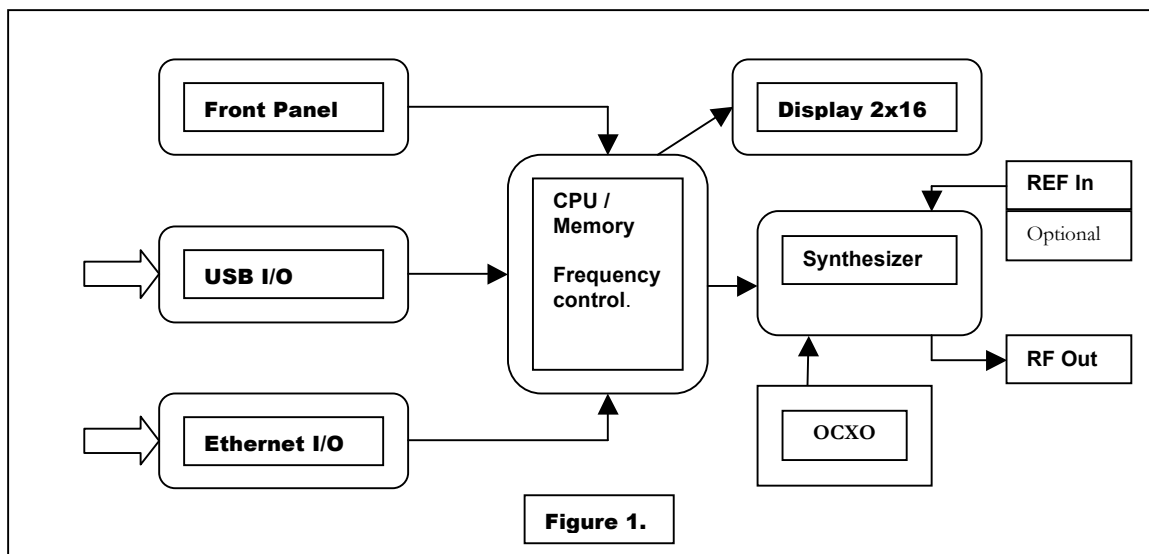 Front Panel
Display 2x16
CPU /
Memory
Frequency
control.
REF In
Optional
USB I/O
Synthesizer
RF Out
Ethernet I/O
OCXO
Figure 1.